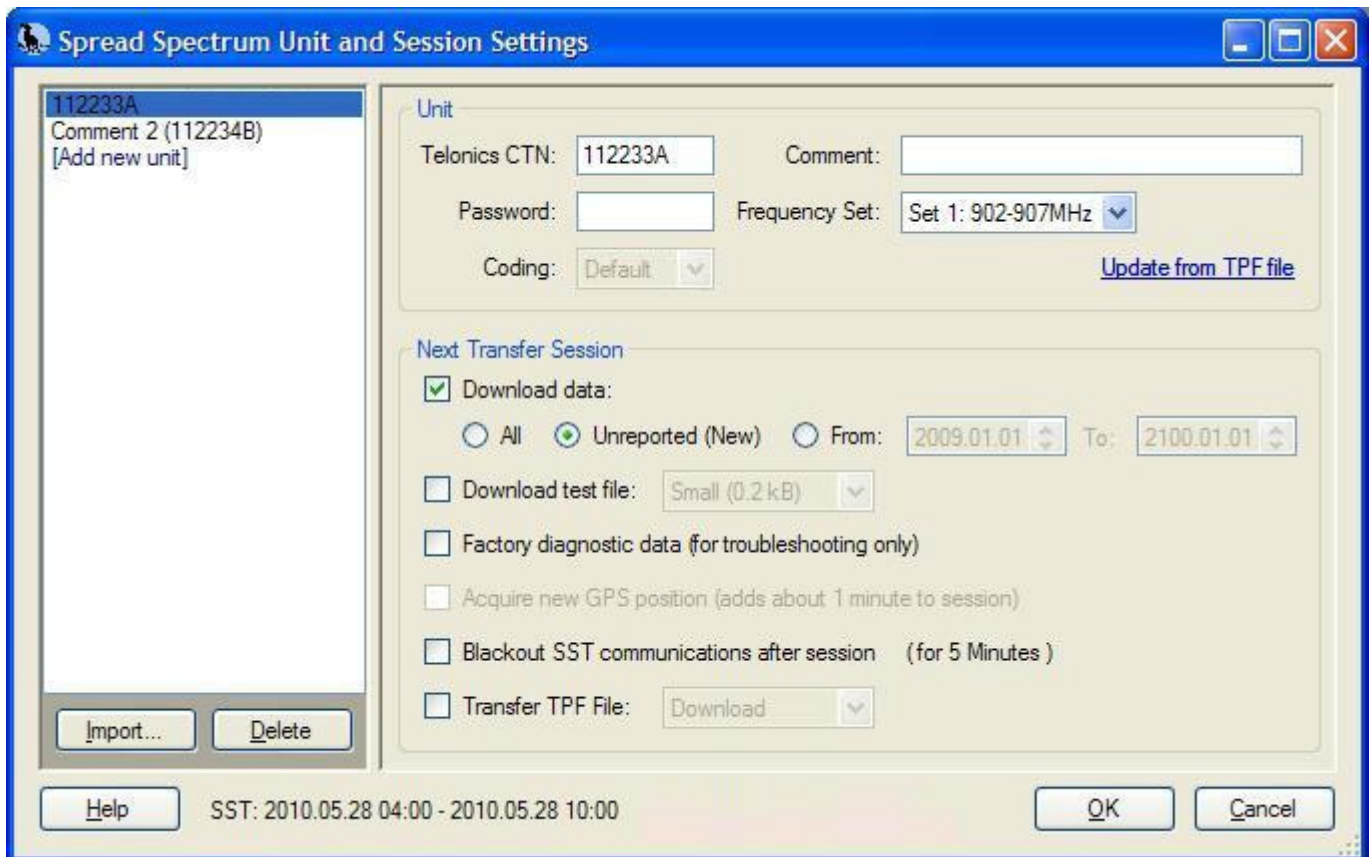 Spread Spectrum Unit and Session Settings
112233A
Comment 2 (112234B)
[Add new unit]
Import...
Delete
Unit
Telonics CTN: 112233A Comment:
Password: Frequency Set: Set 1: 902-907MHz
Coding: Default Update from TPF file
Next Transfer Session
Download data:
All Unreported (New) From: 2009.01.01 To: 2100.01.01
Download test file: Small (0.2 kB)
Factory diagnostic data (for troubleshooting only)
Acquire new GPS position (adds about 1 minute to session)
Blackout SST communications after session (for 5 Minutes )
Transfer TPF File: Download
Help SST: 2010.05.28 04:00 - 2010.05.28 10:00 OK Cancel